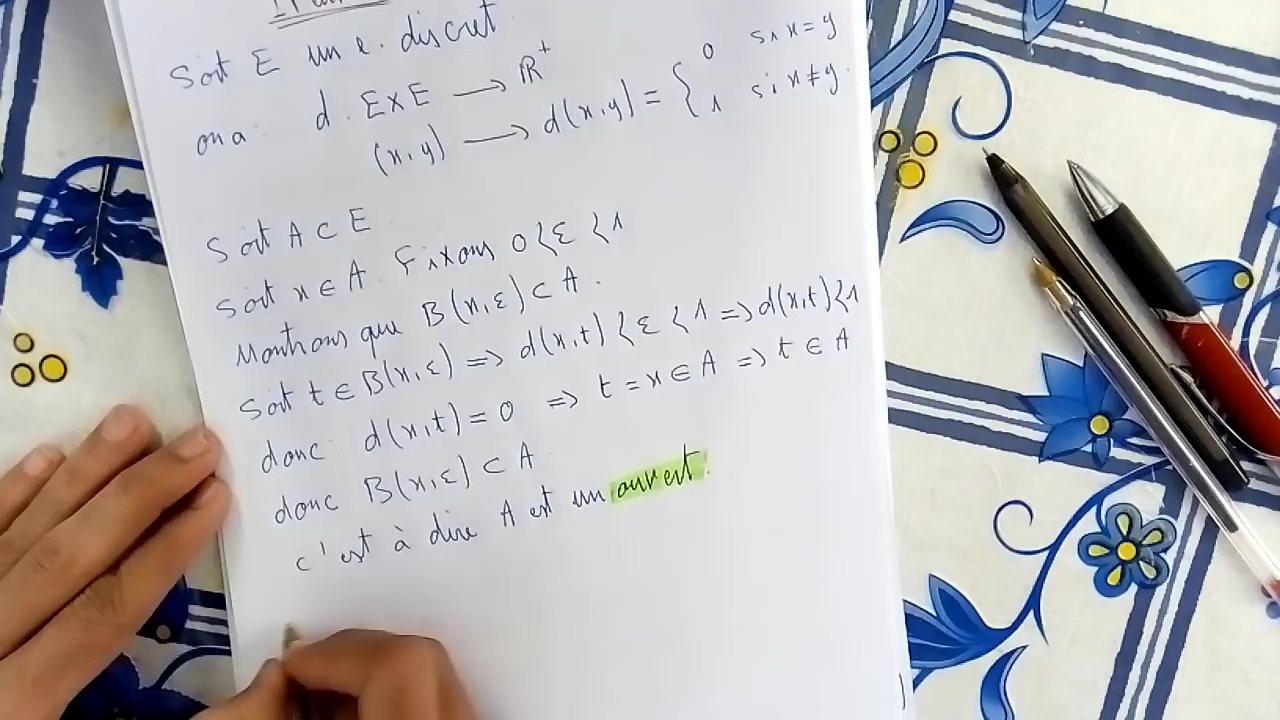 Soit E un e. discret
on a: d: E×E → R⁺ { 0 si x=y
(x,y) → d(x,y) = { 1 si x≠y.
Soit A ⊂ E.
Soit x ∈ A. Fixons 0<ε<1
Montrons que B(x,ε) ⊂ A.
Soit t ∈ B(x,ε) => d(x,t) < ε < 1 => d(x,t) < 1
donc d(x,t) = 0 => t = x ∈ A => t ∈ A
donc B(x,ε) ⊂ A.
c'est à dire A est un ouvert.